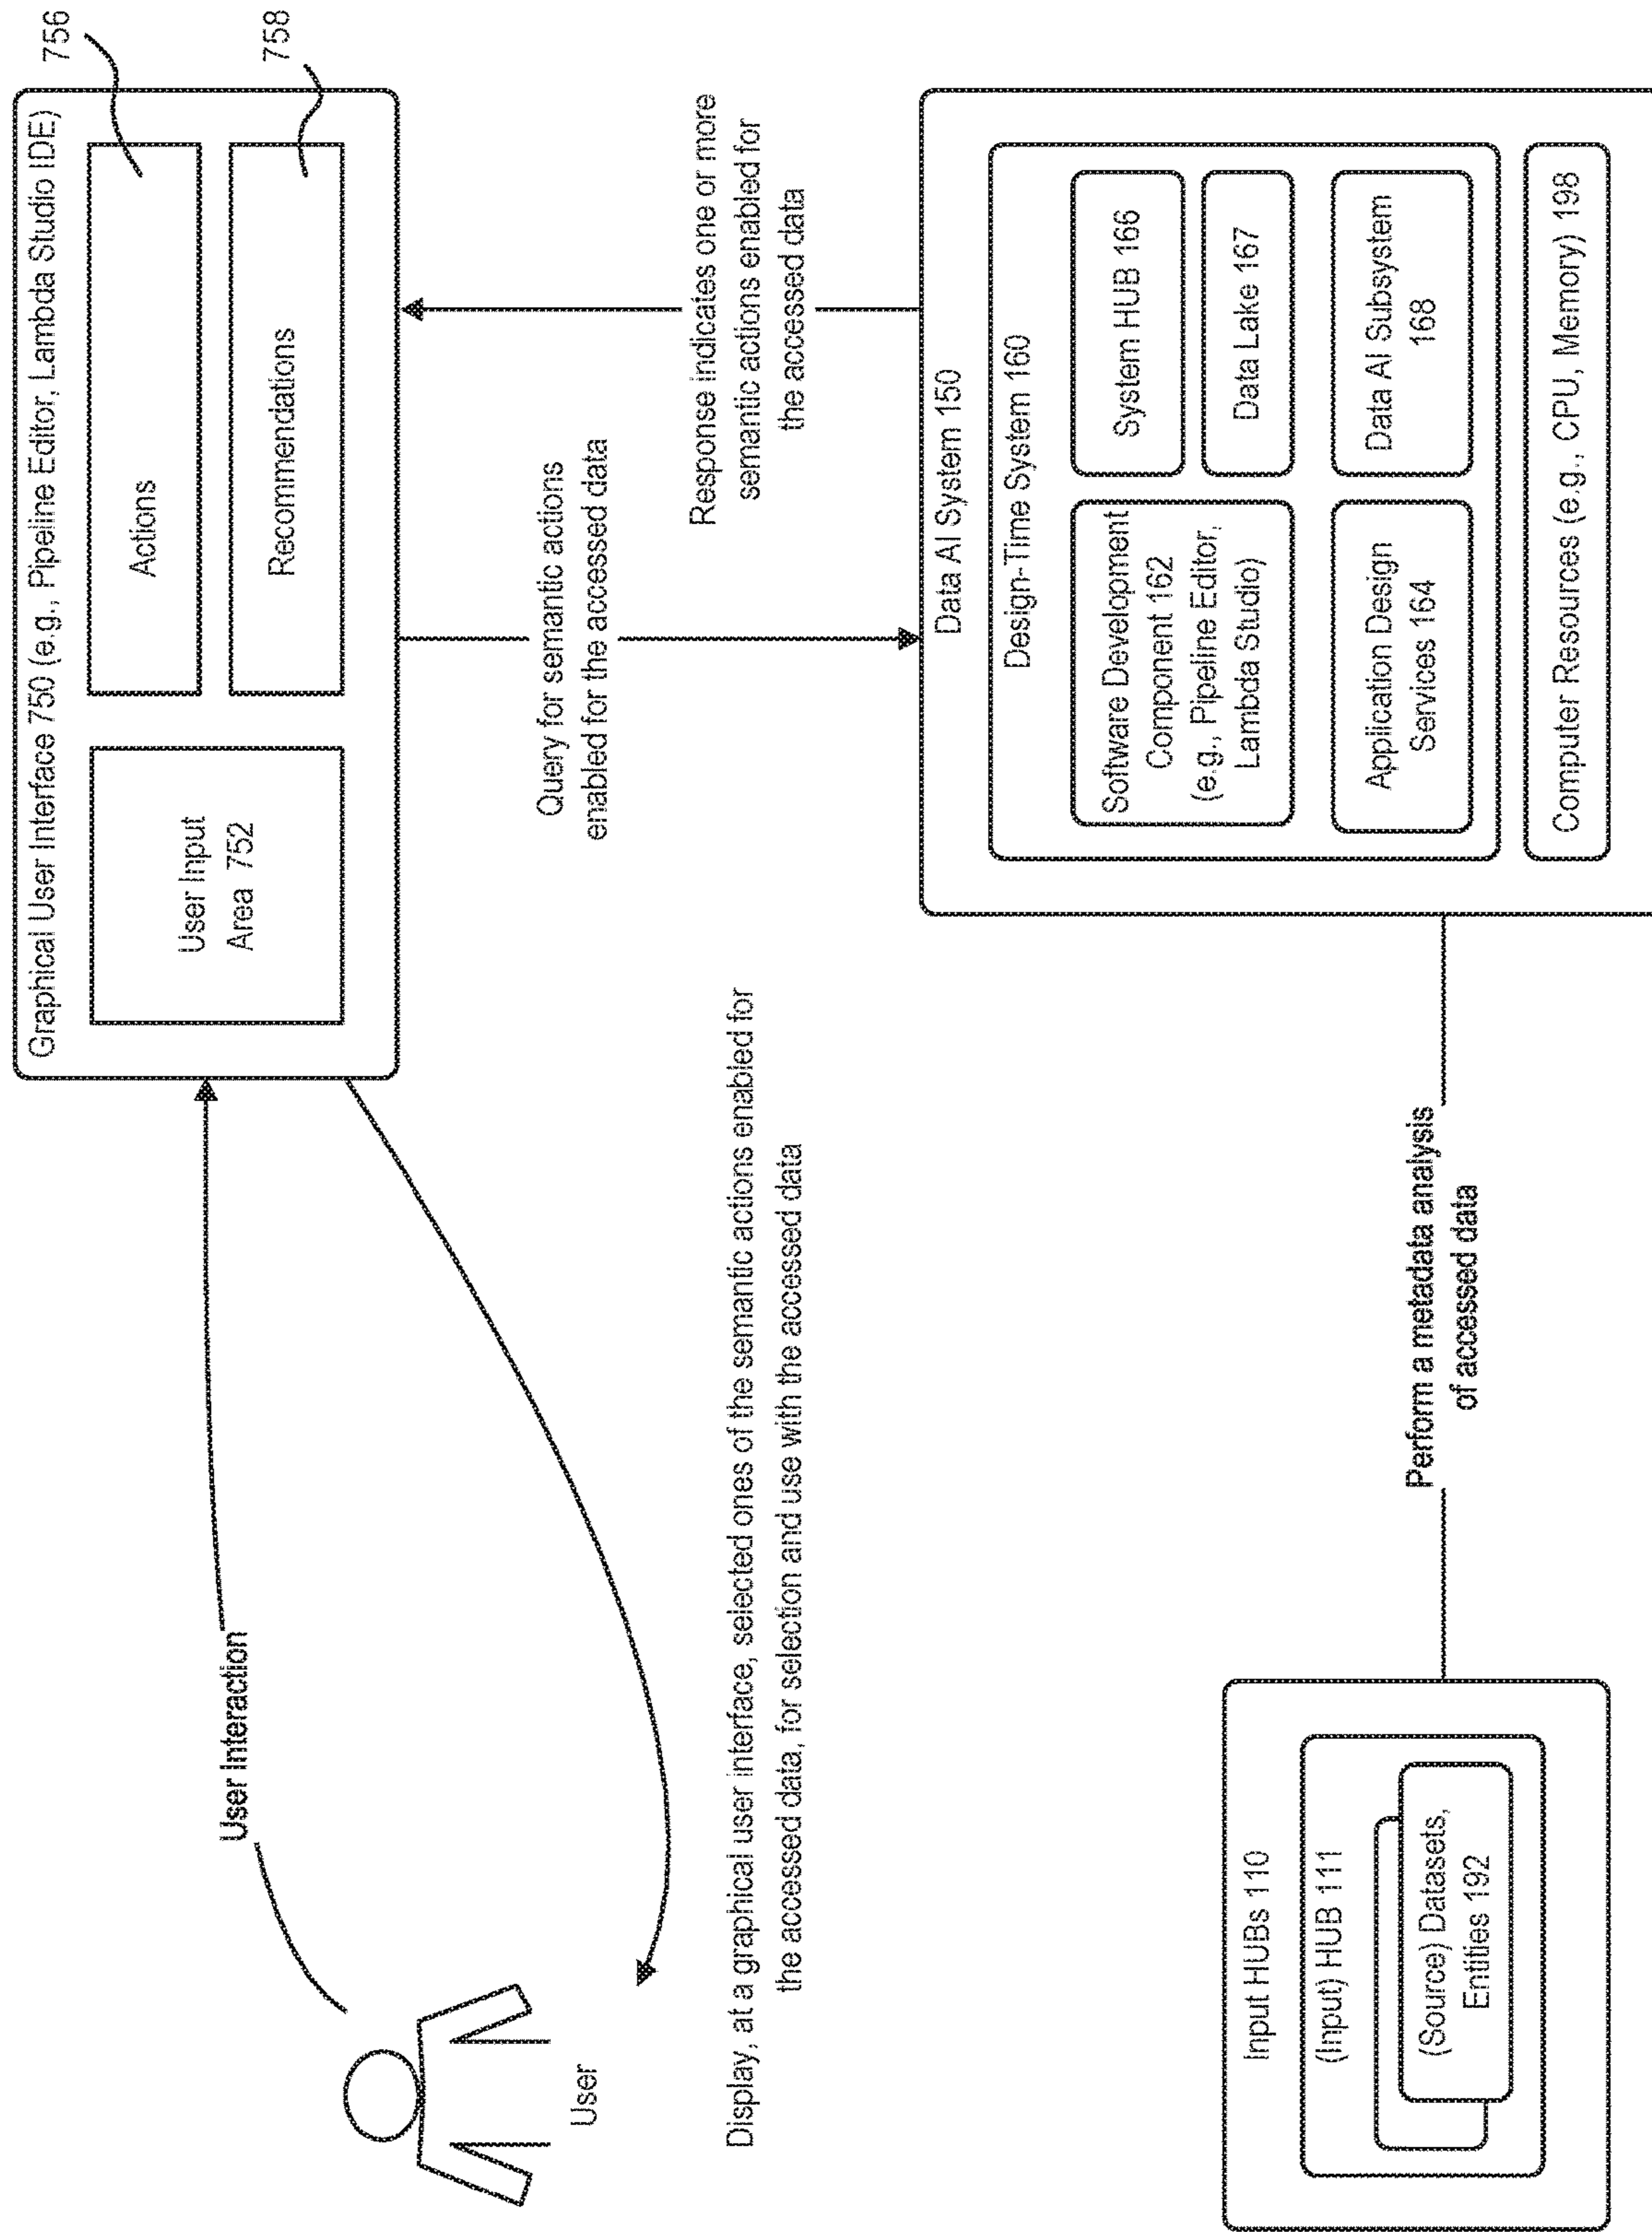 User Interaction
User
Display, at a graphical user interface, selected ones of the semantic actions enabled for
the accessed data, for selection and use with the accessed data
Graphical User Interface 750 (e.g., Pipeline Editor, Lambda Studio IDE)
User Input
Area 752
Actions
Recommendations
756
758
Query for semantic actions
enabled for the accessed data
Response indicates one or more
semantic actions enabled for
the accessed data
Input HUBs 110
(Input) HUB 111
(Source) Datasets,
Entities 192
Perform a metadata analysis
of accessed data
Data AI System 150
Design-Time System 160
Software Development
Component 162
(e.g., Pipeline Editor,
Lambda Studio)
System HUB 166
Data Lake 167
Application Design
Services 164
Data AI Subsystem
168
Computer Resources (e.g., CPU, Memory) 198